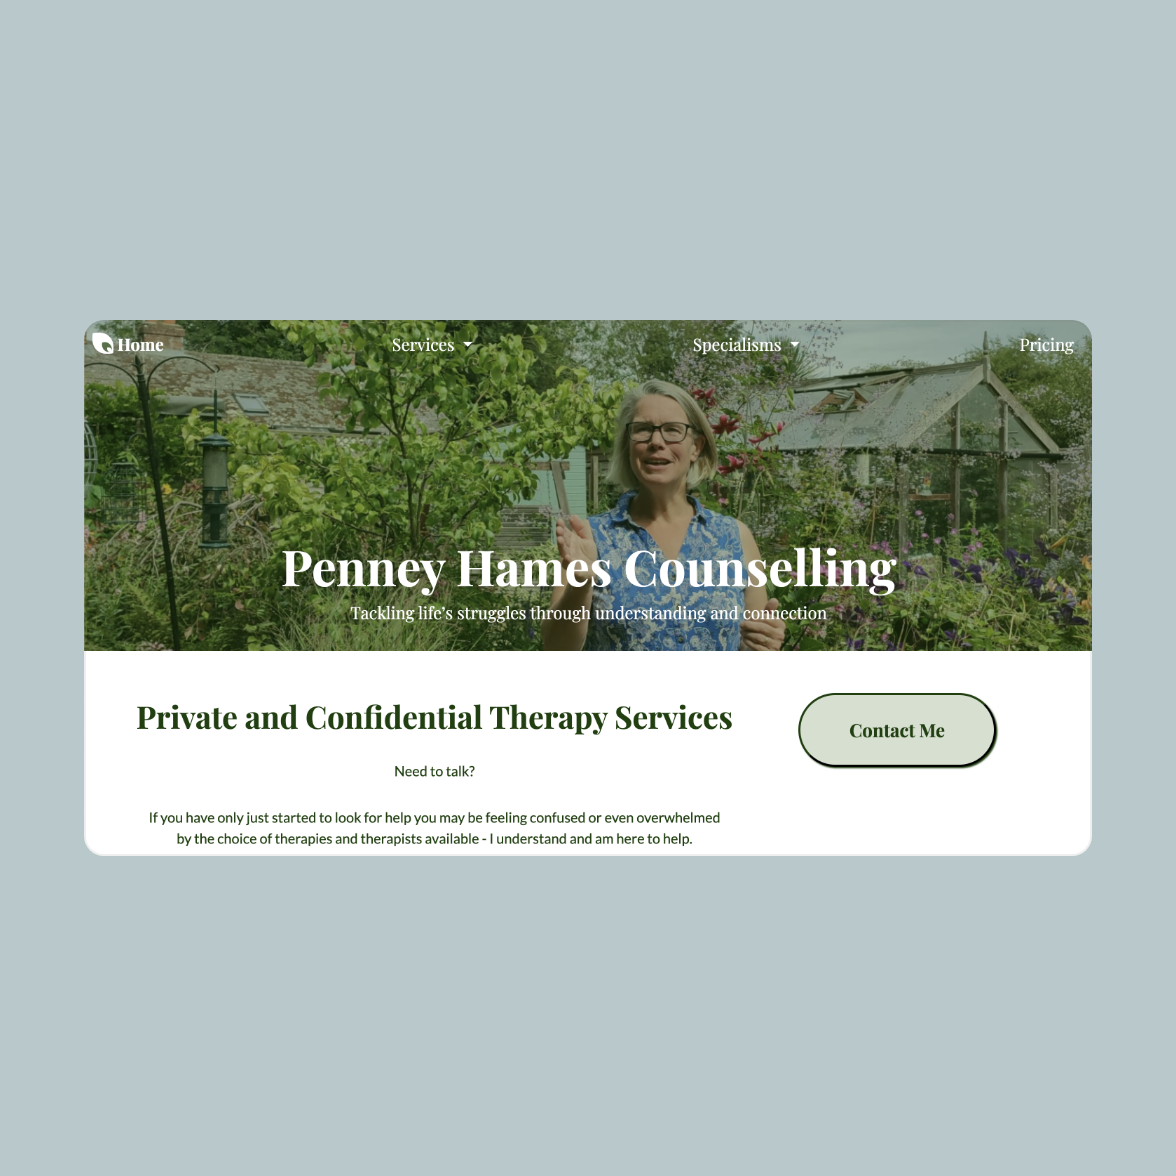 Home
Services
Specialisms
Pricing
Penney Hames Counselling
Tackling life’s struggles through understanding and connection
Private and Confidential Therapy Services
Contact Me
Need to talk?
If you have only just started to look for help you may be feeling confused or even overwhelmed
by the choice of therapies and therapists available - I understand and am here to help.